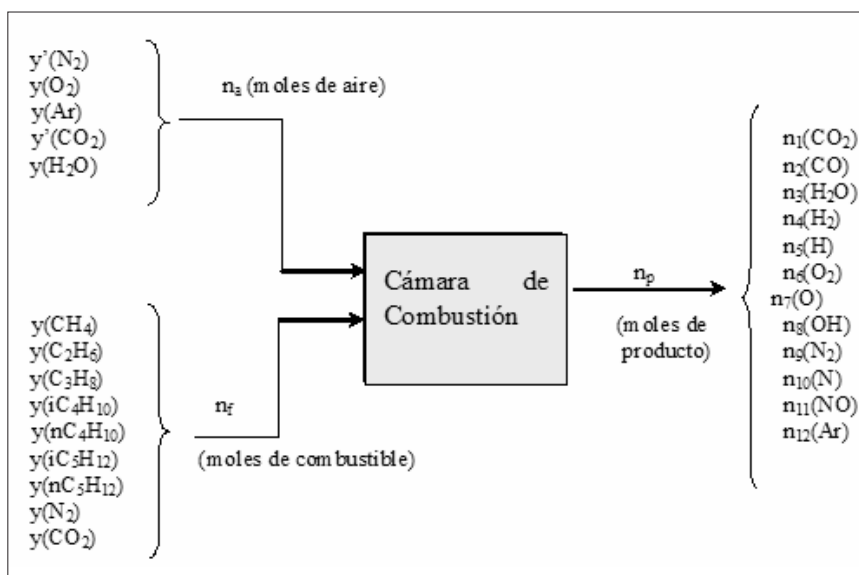 y’(N₂)
y(O₂)
y(Ar)
y’(CO₂)
y(H₂O)
nₐ (moles de aire)
y(CH₄)
y(C₂H₆)
y(C₃H₈)
y(iC₄H₁₀)
y(nC₄H₁₀)
y(iC₅H₁₂)
y(nC₅H₁₂)
y(N₂)
y(CO₂)
n_f
(moles de combustible)
Cámara de
Combustión
nₚ
(moles de
producto)
n₁(CO₂)
n₂(CO)
n₃(H₂O)
n₄(H₂)
n₅(H)
n₆(O₂)
n₇(O)
n₈(OH)
n₉(N₂)
n₁₀(N)
n₁₁(NO)
n₁₂(Ar)